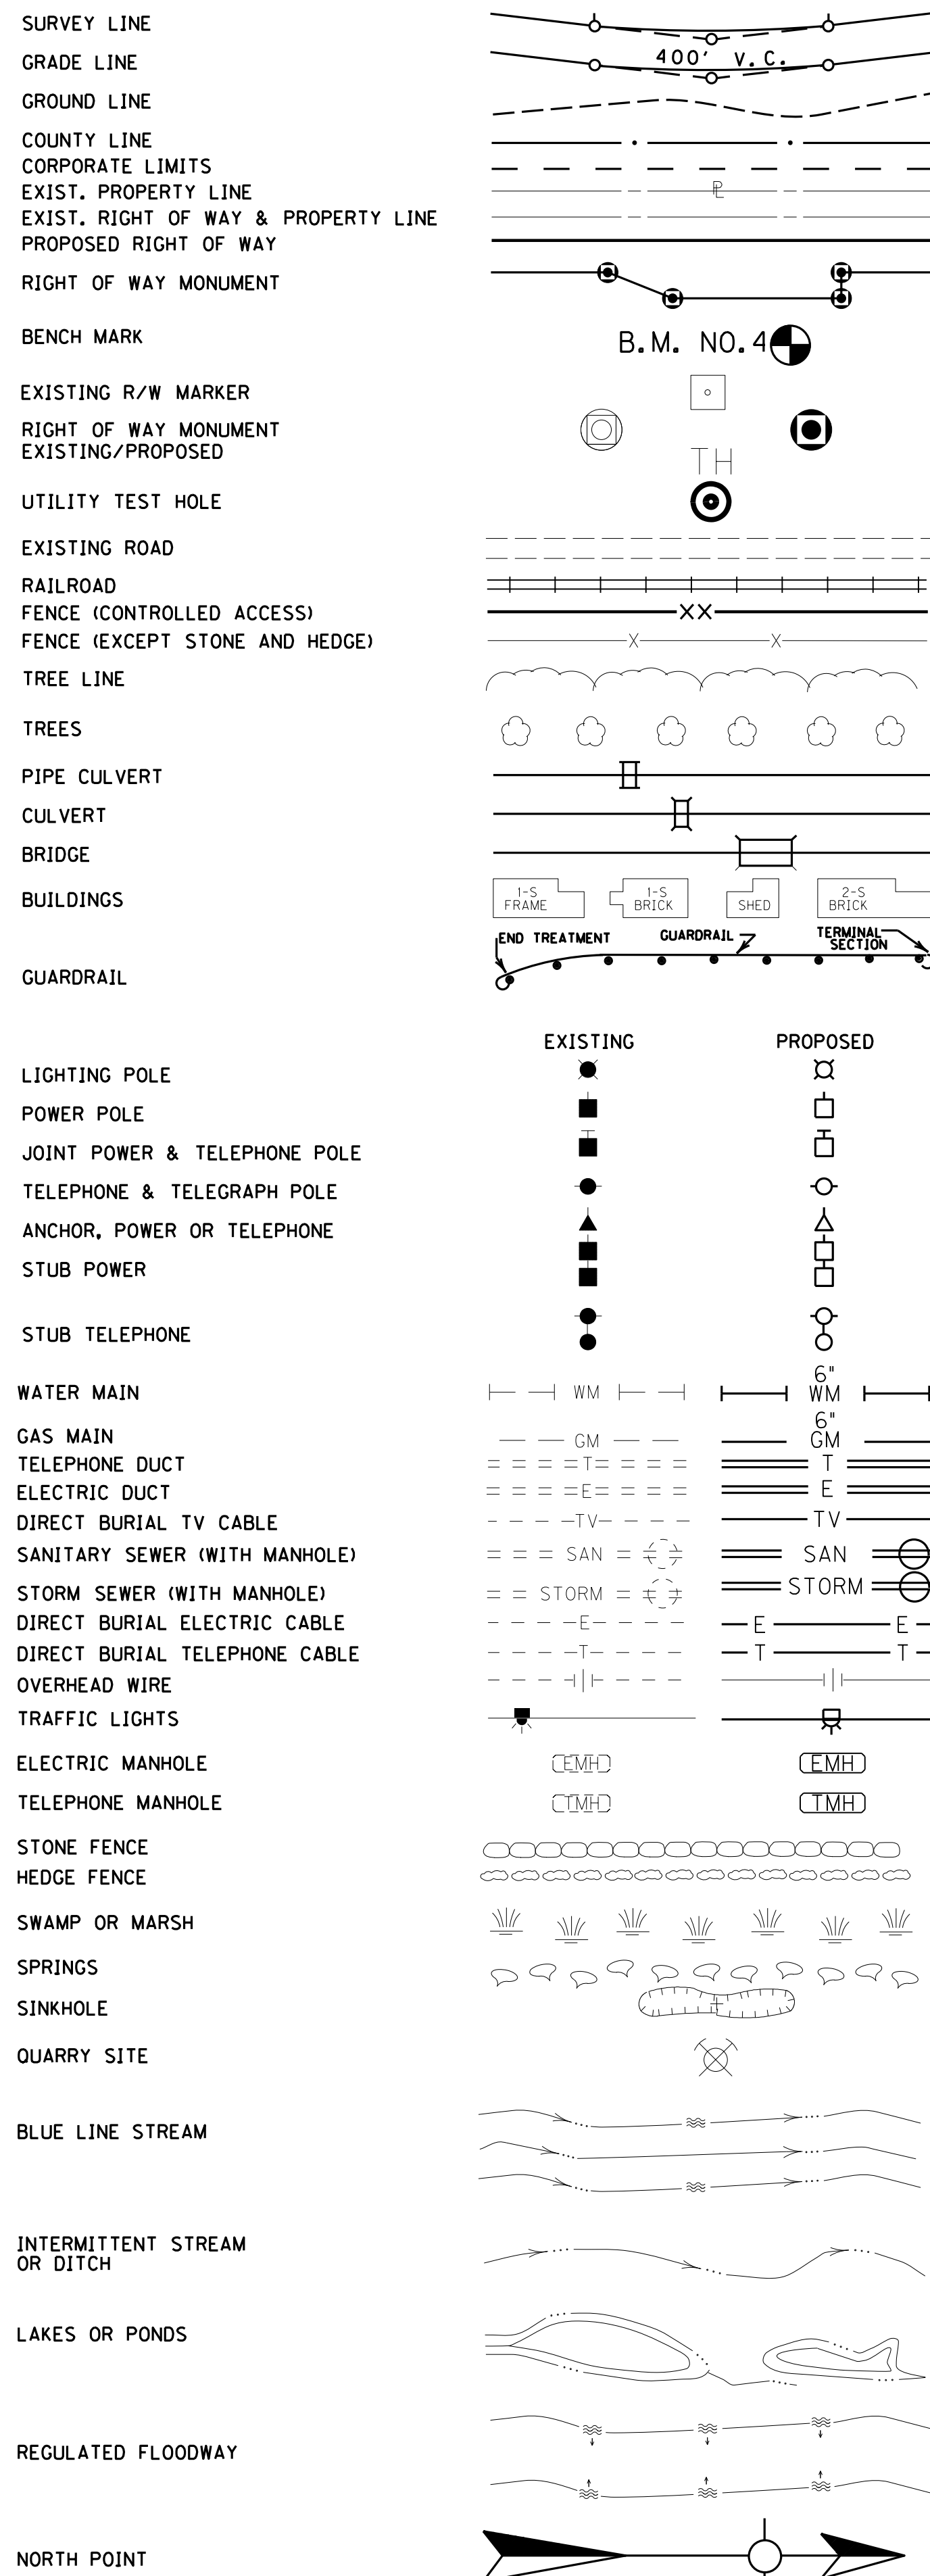 SURVEY LINE
GRADE LINE 400' V.C.
GROUND LINE
COUNTY LINE
CORPORATE LIMITS
EXIST. PROPERTY LINE PL
EXIST. RIGHT OF WAY & PROPERTY LINE
PROPOSED RIGHT OF WAY
RIGHT OF WAY MONUMENT
BENCH MARK B.M. NO. 4
EXISTING R/W MARKER
RIGHT OF WAY MONUMENT
EXISTING/PROPOSED
TH
UTILITY TEST HOLE
EXISTING ROAD
RAILROAD
FENCE (CONTROLLED ACCESS) XX
FENCE (EXCEPT STONE AND HEDGE) X X
TREE LINE
TREES
PIPE CULVERT
CULVERT
BRIDGE
BUILDINGS
1-S FRAME
1-S BRICK
SHED
2-S BRICK
END TREATMENT GUARDRAIL TERMINAL SECTION
GUARDRAIL
EXISTING PROPOSED
LIGHTING POLE
POWER POLE
JOINT POWER & TELEPHONE POLE
TELEPHONE & TELEGRAPH POLE
ANCHOR, POWER OR TELEPHONE
STUB POWER
STUB TELEPHONE
6"
WATER MAIN WM WM
6"
GAS MAIN GM GM
TELEPHONE DUCT T T
ELECTRIC DUCT E E
DIRECT BURIAL TV CABLE TV TV
SANITARY SEWER (WITH MANHOLE) SAN SAN
STORM SEWER (WITH MANHOLE) STORM STORM
DIRECT BURIAL ELECTRIC CABLE E E E
DIRECT BURIAL TELEPHONE CABLE T T T
OVERHEAD WIRE
TRAFFIC LIGHTS
ELECTRIC MANHOLE EMH EMH
TELEPHONE MANHOLE TMH TMH
STONE FENCE
HEDGE FENCE
SWAMP OR MARSH
SPRINGS
SINKHOLE
QUARRY SITE
BLUE LINE STREAM
INTERMITTENT STREAM
OR DITCH
LAKES OR PONDS
REGULATED FLOODWAY
NORTH POINT